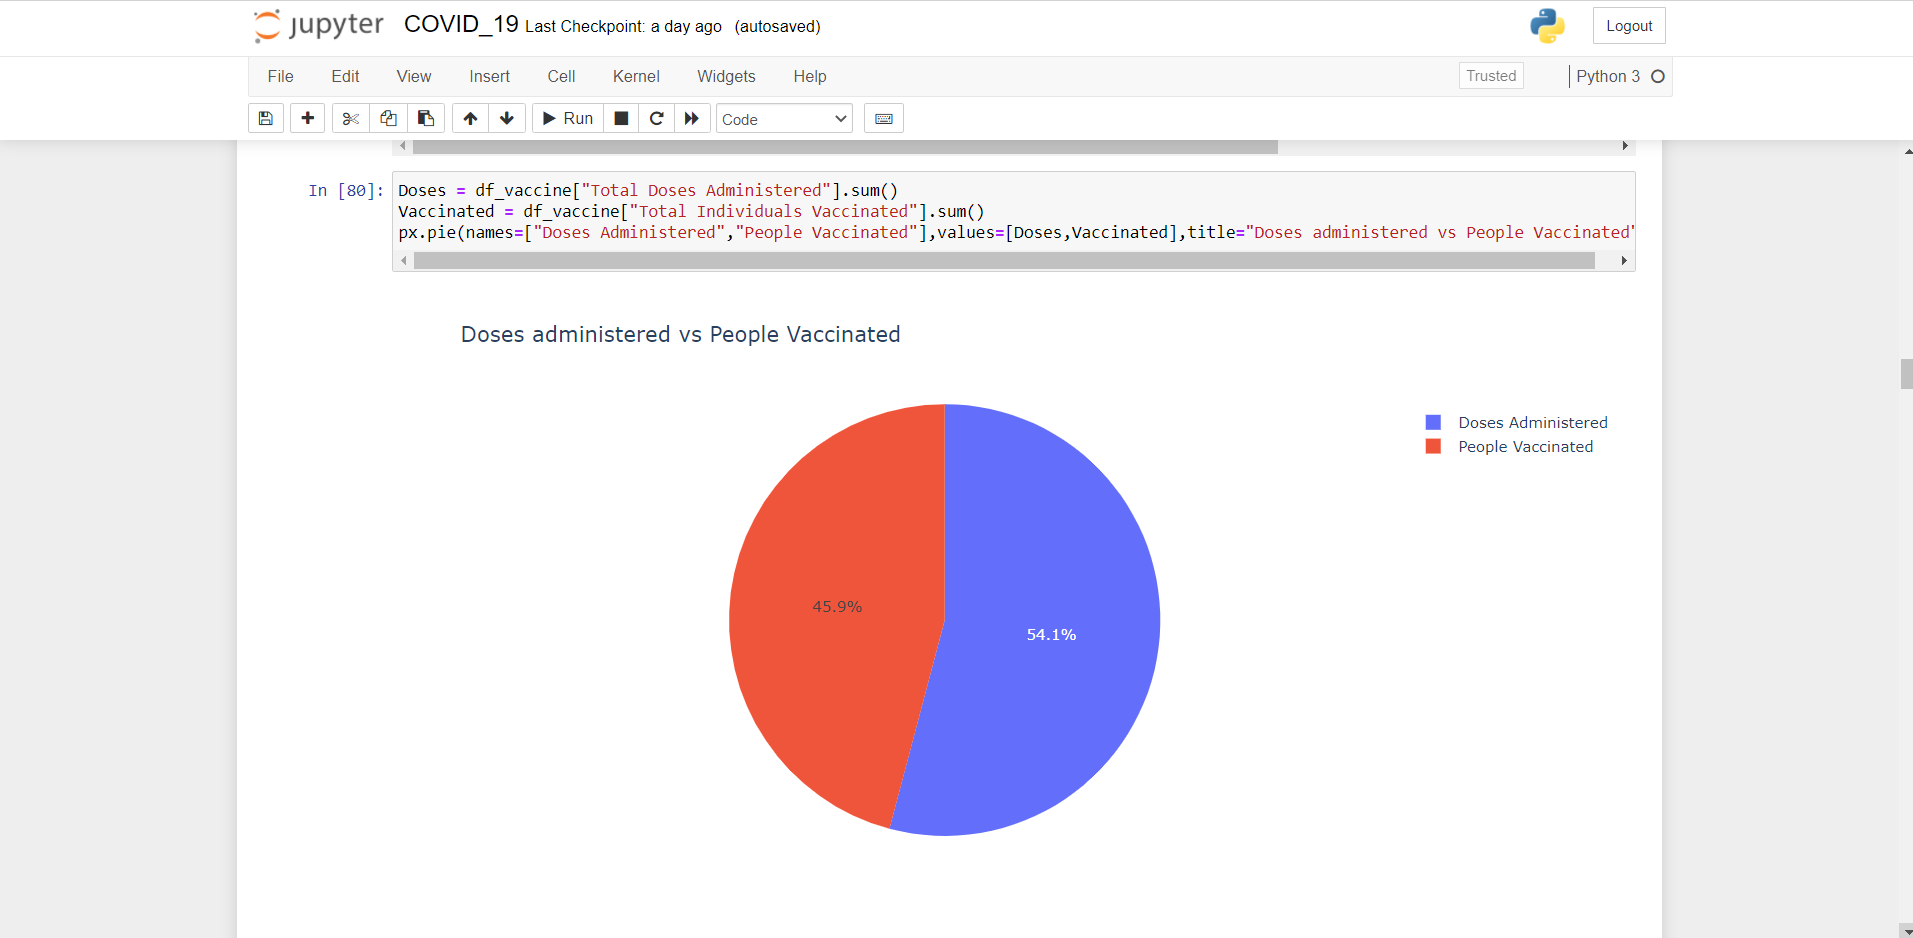 jupyter COVID_19 Last Checkpoint: a day ago (autosaved) Logout
File Edit View Insert Cell Kernel Widgets Help Trusted Python 3
Run Code
In [80]: Doses = df_vaccine["Total Doses Administered"].sum()
Vaccinated = df_vaccine["Total Individuals Vaccinated"].sum()
px.pie(names=["Doses Administered","People Vaccinated"],values=[Doses,Vaccinated],title="Doses administered vs People Vaccinated"
Doses administered vs People Vaccinated
Doses Administered
People Vaccinated
45.9%
54.1%